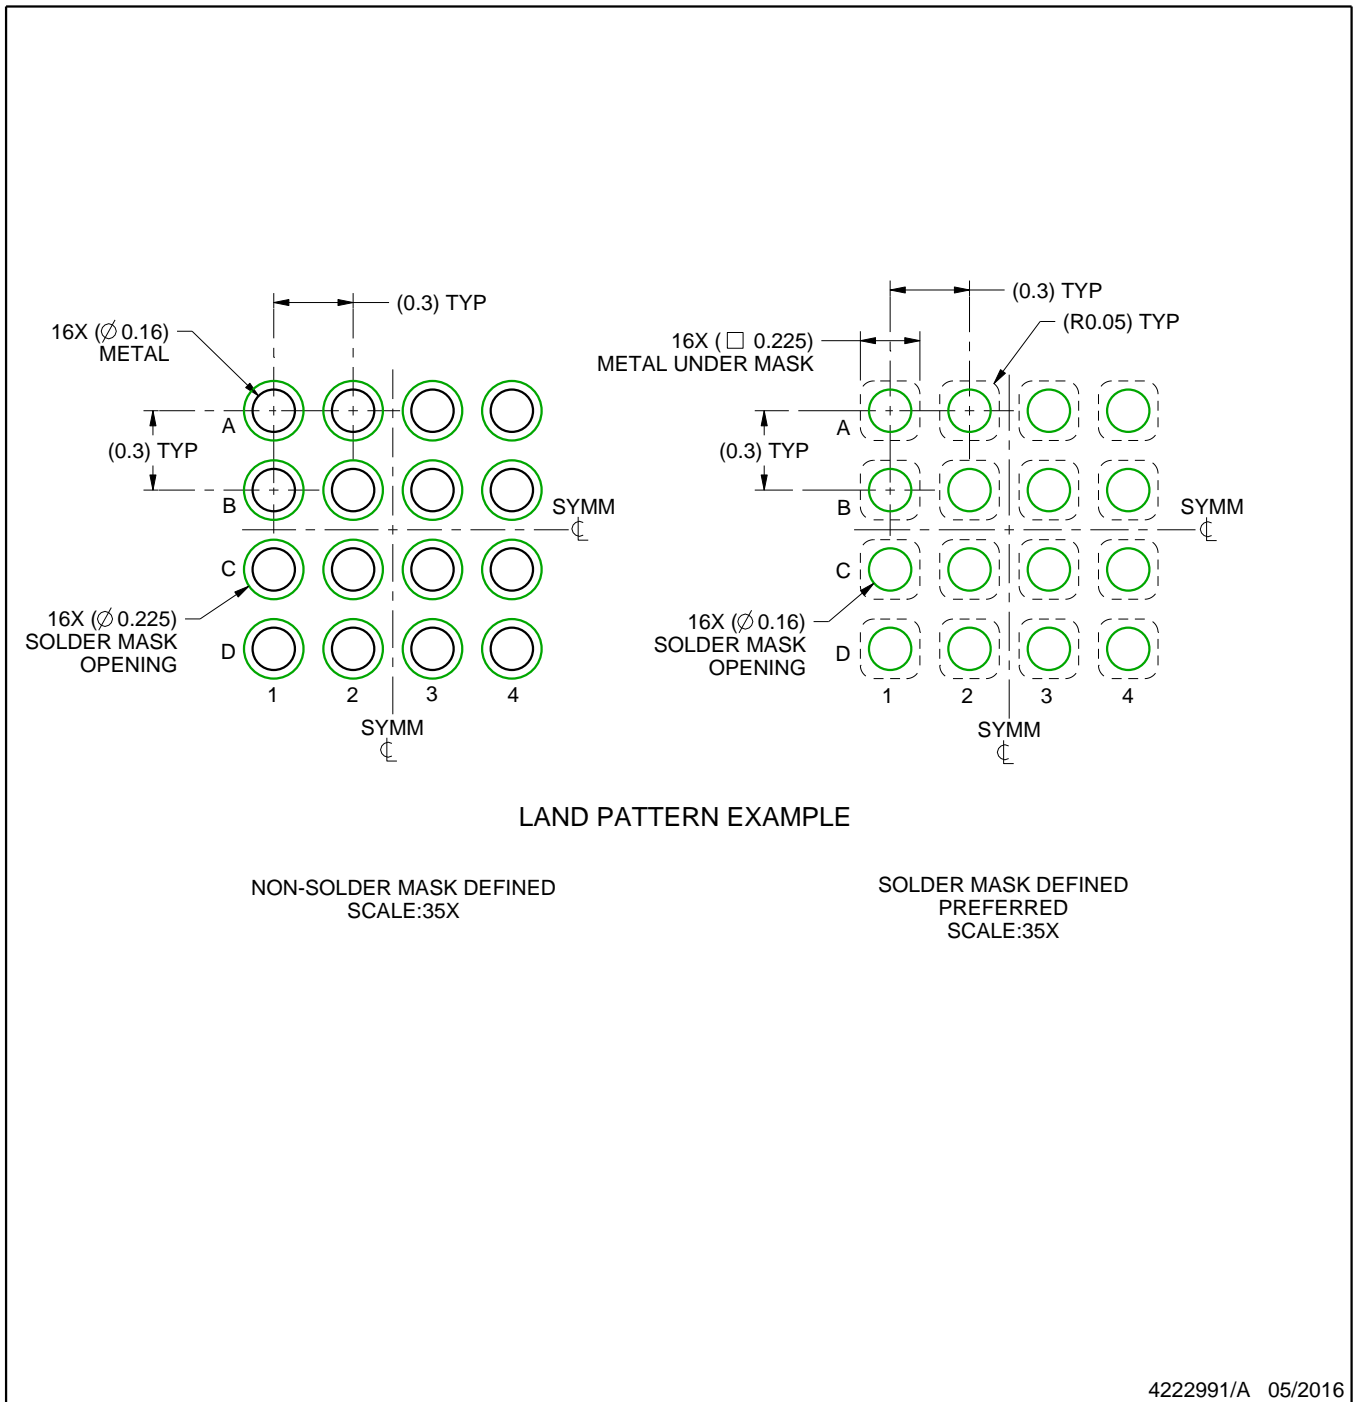 (0.3) TYP
16X (∅ 0.16)
METAL
A
(0.3) TYP
B
SYMM
℄
C
16X (∅ 0.225)
SOLDER MASK
OPENING
D
1 2 3 4
SYMM
℄
(0.3) TYP
(R0.05) TYP
16X (□ 0.225)
METAL UNDER MASK
A
(0.3) TYP
B
SYMM
℄
C
16X (∅ 0.16)
SOLDER MASK
OPENING
D
1 2 3 4
SYMM
℄
LAND PATTERN EXAMPLE
NON-SOLDER MASK DEFINED
SCALE:35X
SOLDER MASK DEFINED
PREFERRED
SCALE:35X
4222991/A 05/2016